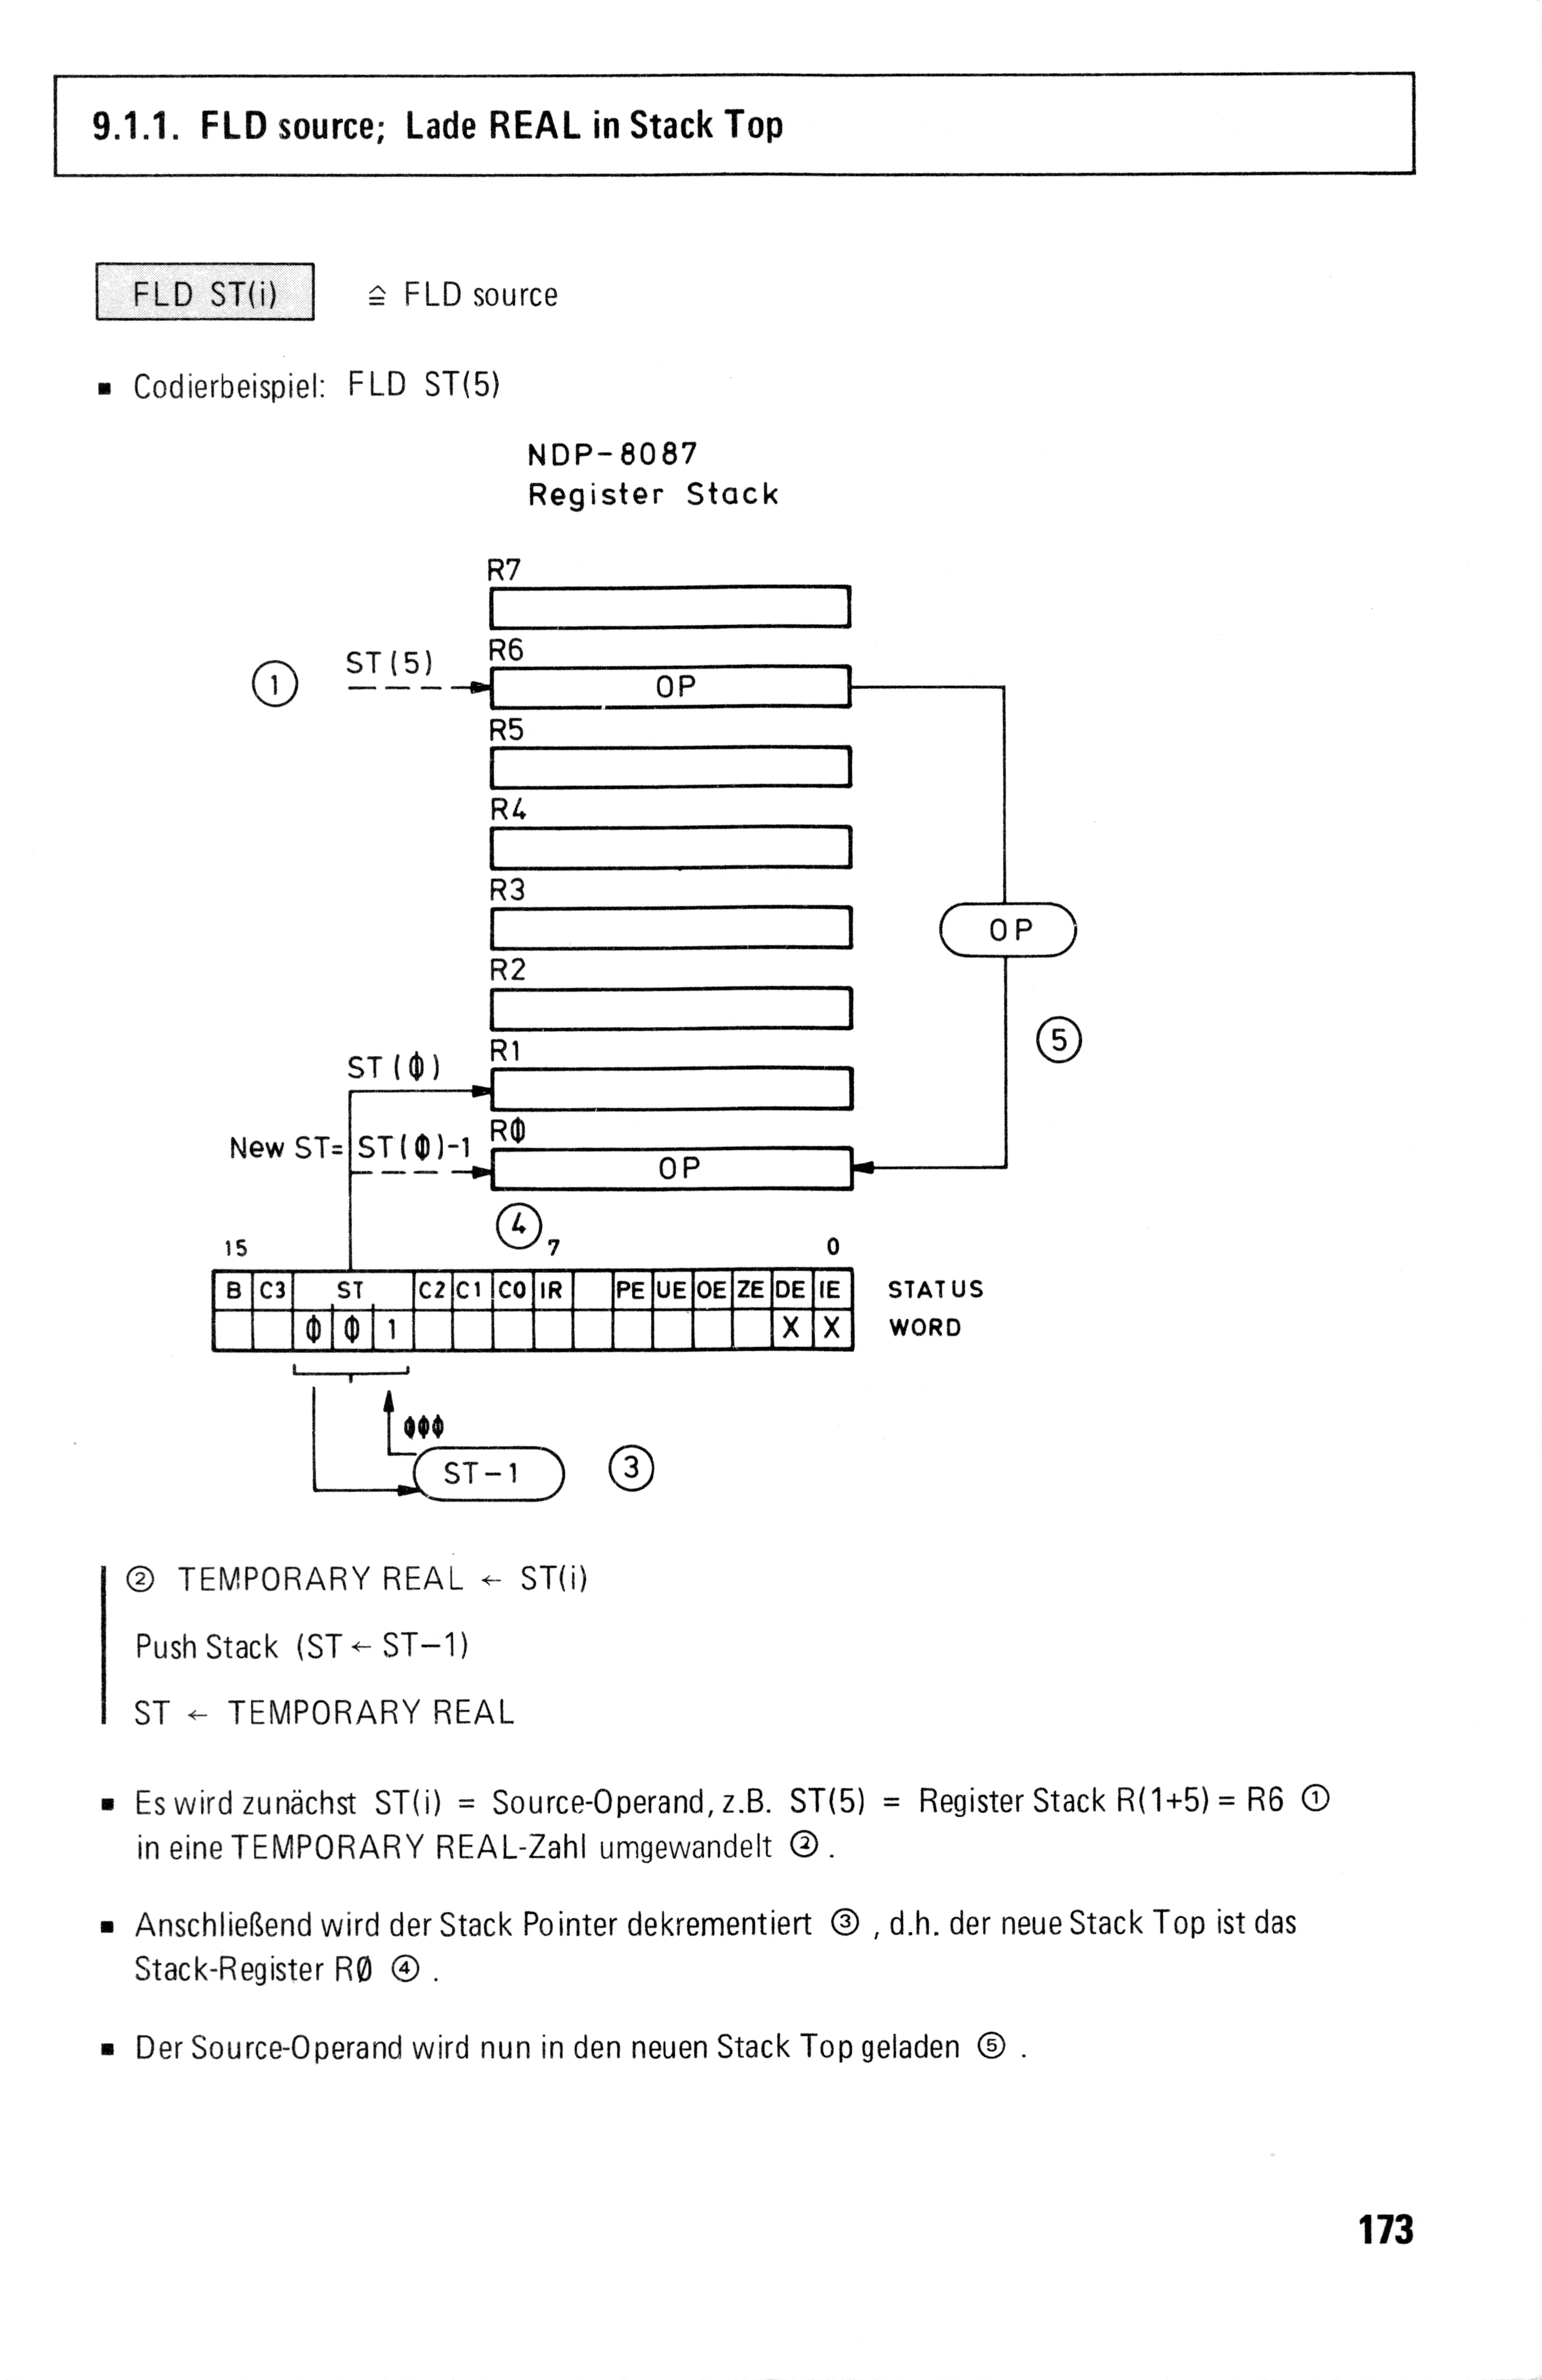 9.1.1. FLD source; Lade REAL in Stack Top
FLD ST(i) ≙ FLD source
▪ Codierbeispiel: FLD ST(5)
NDP-8087
Register Stack
R7
R6
① ST(5)
OP
R5
R4
R3
OP
R2
⑤
R1
ST(Φ)
RΦ
New ST= ST(Φ)-1
OP
④
15 7 0
B C3 ST C2 C1 C0 IR PE UE OE ZE DE IE STATUS
Φ Φ 1 X X WORD
ΦΦΦ
ST-1 ③
② TEMPORARY REAL ← ST(i)
Push Stack (ST ← ST–1)
ST ← TEMPORARY REAL
▪ Es wird zunächst ST(i) = Source-Operand, z.B. ST(5) = Register Stack R(1+5) = R6 ①
in eine TEMPORARY REAL-Zahl umgewandelt ② .
▪ Anschließend wird der Stack Pointer dekrementiert ③ , d.h. der neue Stack Top ist das
Stack-Register RØ ④ .
▪ Der Source-Operand wird nun in den neuen Stack Top geladen ⑤ .
173